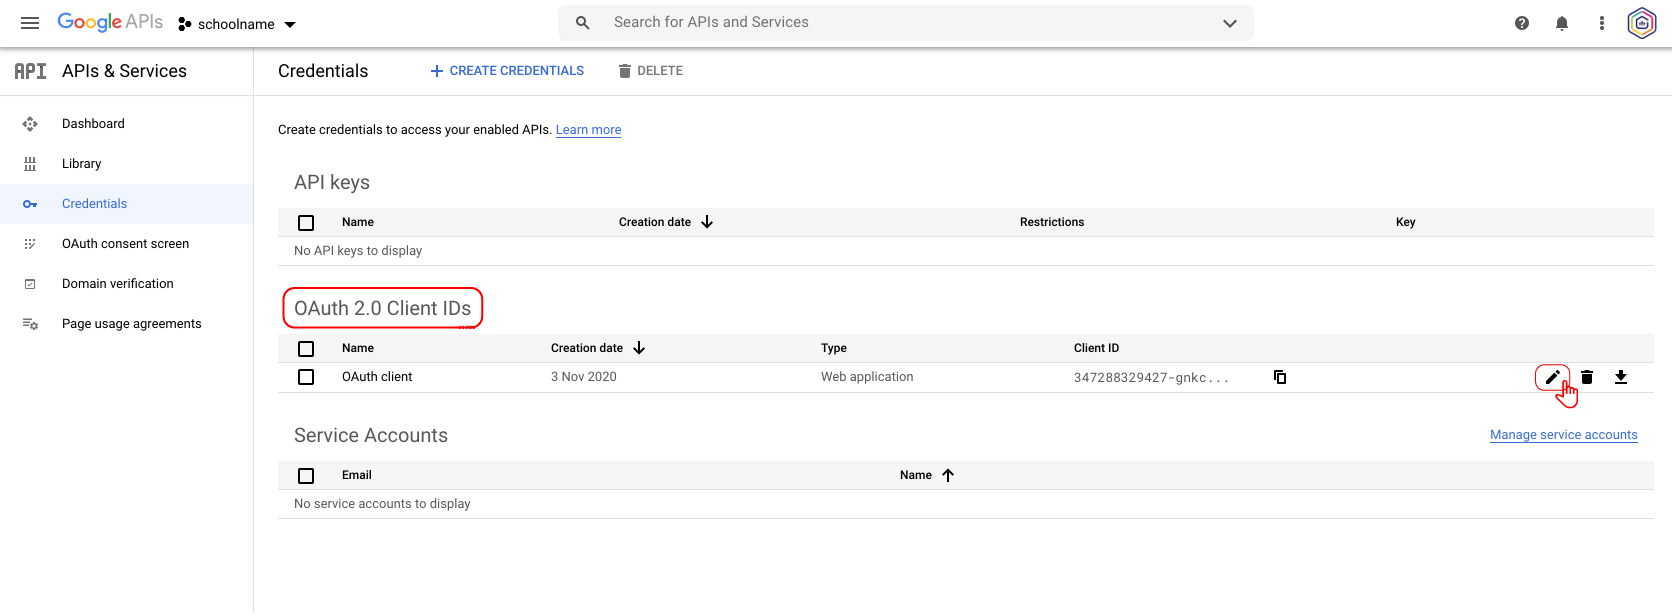 Google APIs
schoolname
Search for APIs and Services
API APIs & Services
Credentials
CREATE CREDENTIALS
DELETE
Dashboard
Library
Credentials
OAuth consent screen
Domain verification
Page usage agreements
Create credentials to access your enabled APIs. Learn more
API keys
Name Creation date Restrictions Key
No API keys to display
OAuth 2.0 Client IDs
Name Creation date Type Client ID
OAuth client 3 Nov 2020 Web application 347288329427-gnkc...
Service Accounts
Manage service accounts
Email Name
No service accounts to display